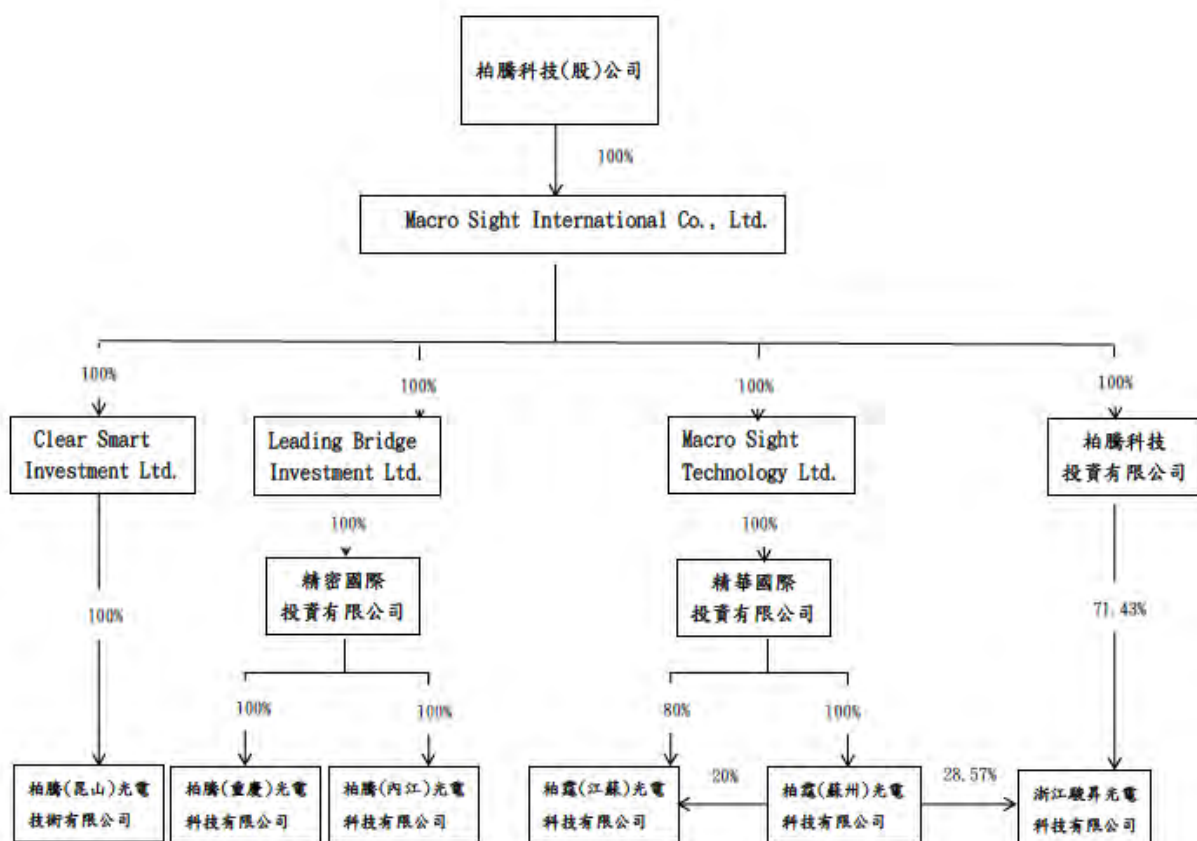 柏騰科技(股)公司
100%
Macro Sight International Co., Ltd.
100%
100%
100%
100%
Clear Smart
Investment Ltd.
Leading Bridge
Investment Ltd.
Macro Sight
Technology Ltd.
柏騰科技
投資有限公司
100%
100%
精密國際
投資有限公司
精華國際
投資有限公司
100%
71.43%
100%
100%
80%
100%
柏騰(昆山)光電
技術有限公司
柏騰(重慶)光電
科技有限公司
柏騰(內江)光電
科技有限公司
柏霆(江蘇)光電
科技有限公司
20%
柏霆(蘇州)光電
科技有限公司
28.57%
浙江駿昇光電
科技有限公司